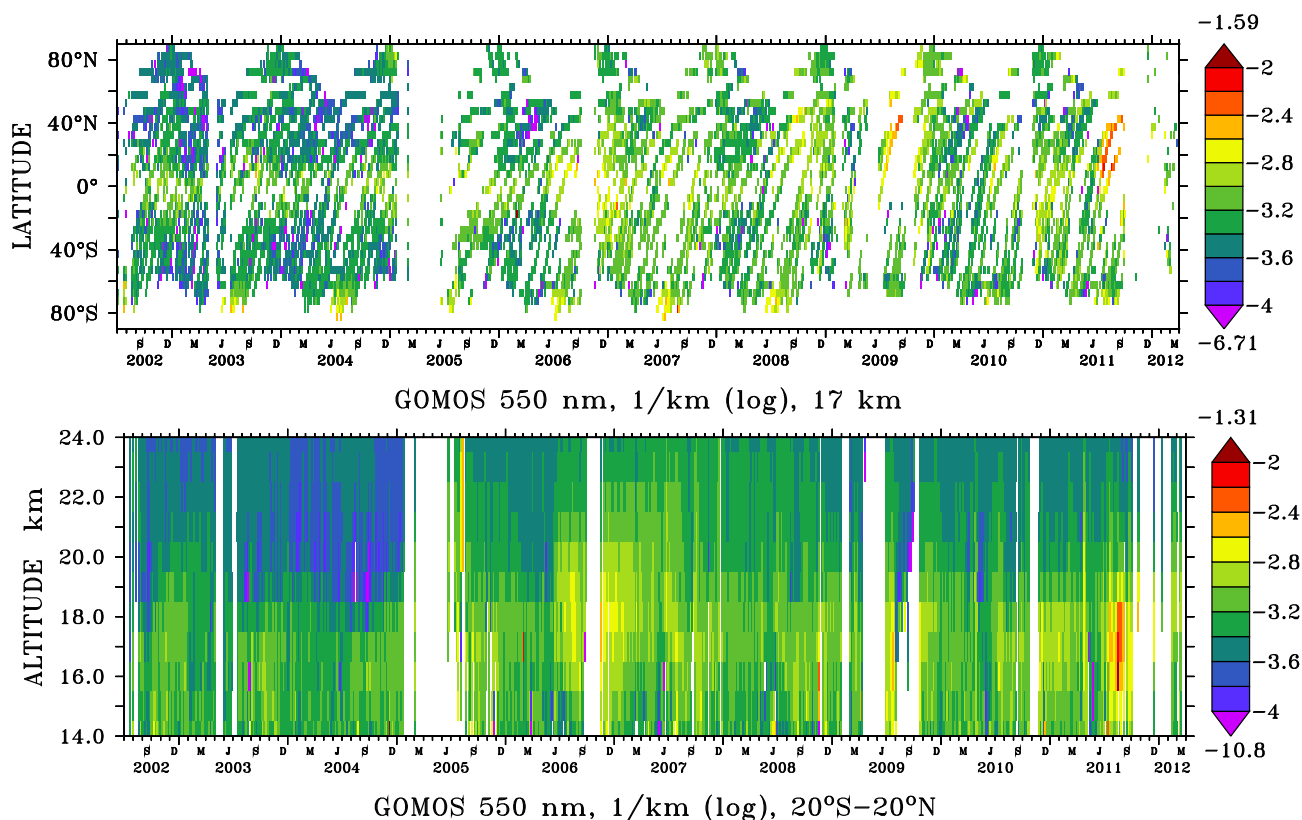 −1.59
80°N
40°N
0°
40°S
80°S
LATITUDE
−2
−2.4
−2.8
−3.2
−3.6
−4
−6.71
S D M J S D M J S D M J S D M J S D M J S D M J S D M J S D M J S D M J S D M
2002 2003 2004 2005 2006 2007 2008 2009 2010 2011 2012
GOMOS 550 nm, 1/km (log), 17 km
−1.31
24.0
22.0
20.0
18.0
16.0
14.0
ALTITUDE km
−2
−2.4
−2.8
−3.2
−3.6
−4
−10.8
S D M J S D M J S D M J S D M J S D M J S D M J S D M J S D M J S D M J S D M
2002 2003 2004 2005 2006 2007 2008 2009 2010 2011 2012
GOMOS 550 nm, 1/km (log), 20°S−20°N